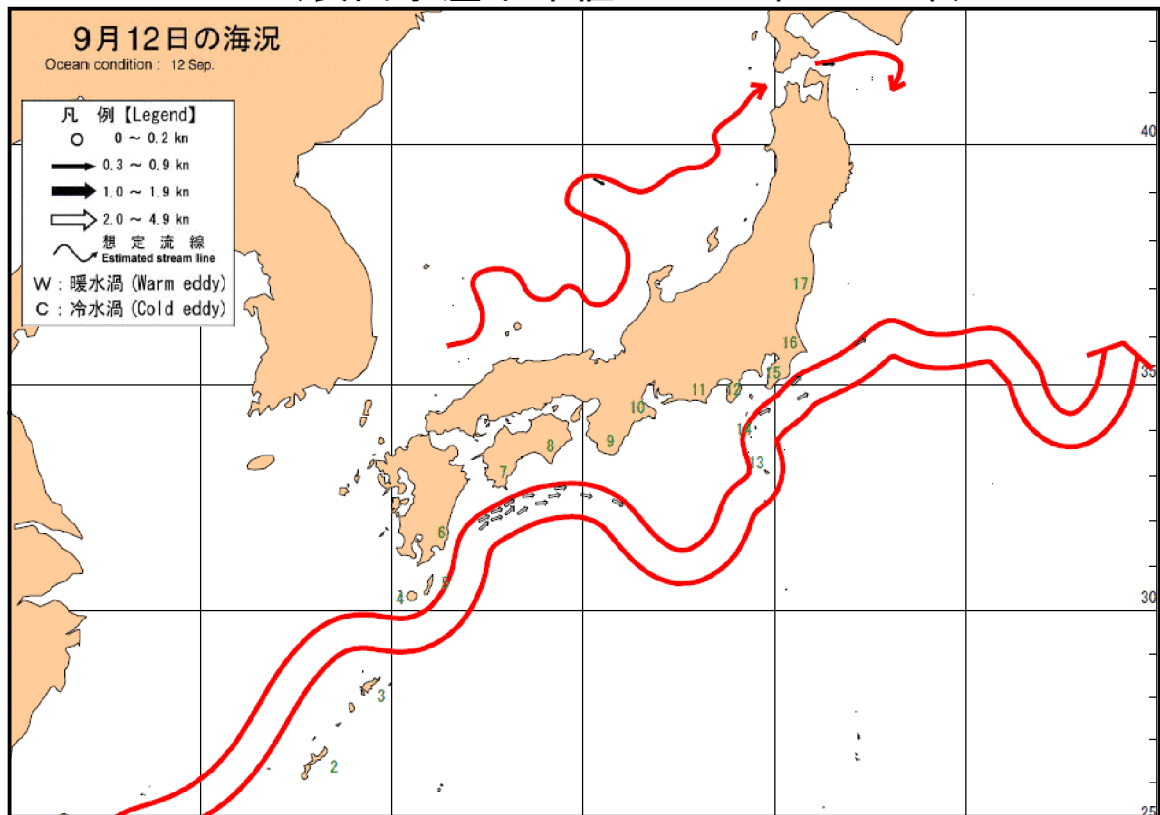 9月12日の海況
Ocean condition : 12 Sep.
凡 例【Legend】
0 ~ 0.2 kn
0.3 ~ 0.9 kn
1.0 ~ 1.9 kn
2.0 ~ 4.9 kn
想 定 流 線
Estimated stream line
W : 暖水渦 (Warm eddy)
C : 冷水渦 (Cold eddy)
40
17
16
35
15
12
11
10
14
9
8
13
7
6
5
4
30
3
2
25